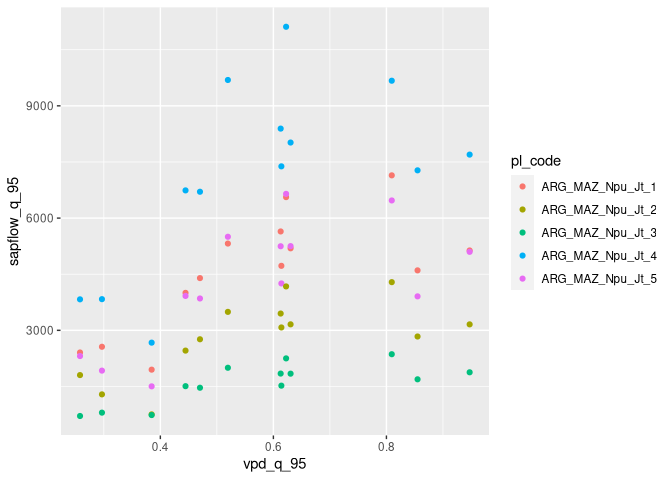 sapflow_q_95
9000
6000
3000
0.4
0.6
0.8
vpd_q_95
pl_code
ARG_MAZ_Npu_Jt_1
ARG_MAZ_Npu_Jt_2
ARG_MAZ_Npu_Jt_3
ARG_MAZ_Npu_Jt_4
ARG_MAZ_Npu_Jt_5